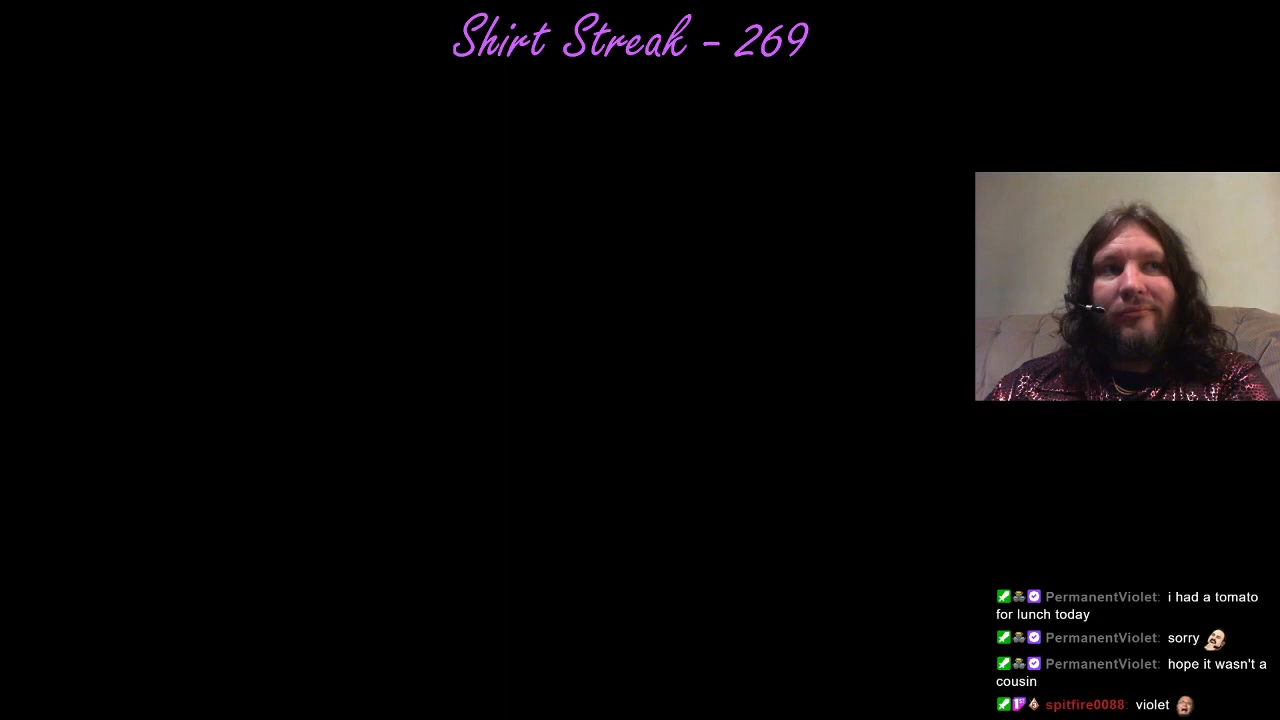 Shirt Streak - 269
PermanentViolet: i had a tomato
for lunch today
PermanentViolet: sorry
PermanentViolet: hope it wasn't a
cousin
spitfire0088: violet